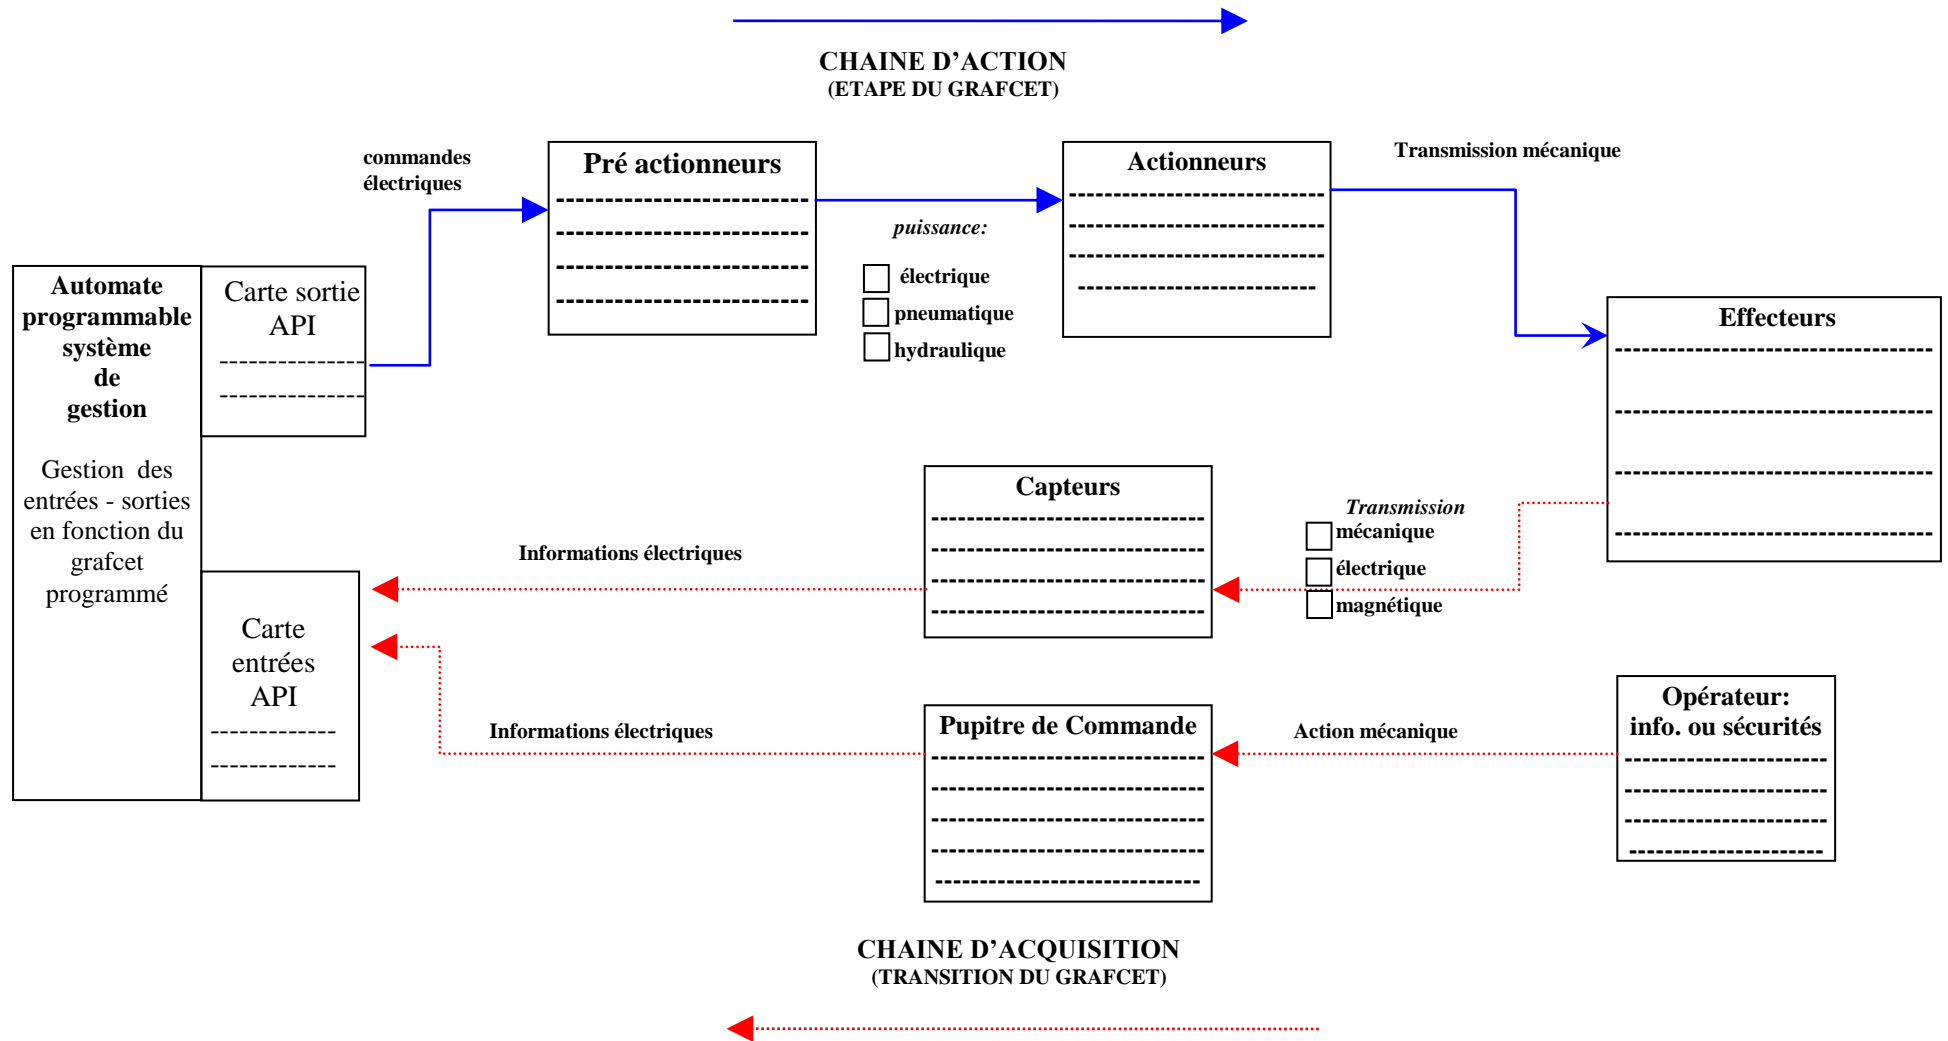 CHAINE D'ACTION
(ETAPE DU GRAFCET)
commandes
électriques
Pré actionneurs
puissance:
électrique
pneumatique
hydraulique
Actionneurs
Transmission mécanique
Effecteurs
Automate
programmable
système
de
gestion
Gestion des
entrées - sorties
en fonction du
grafcet
programmé
Carte sortie
API
Capteurs
Transmission
mécanique
électrique
magnétique
Informations électriques
Carte
entrées
API
Informations électriques
Pupitre de Commande
Action mécanique
Opérateur:
info. ou sécurités
CHAINE D'ACQUISITION
(TRANSITION DU GRAFCET)